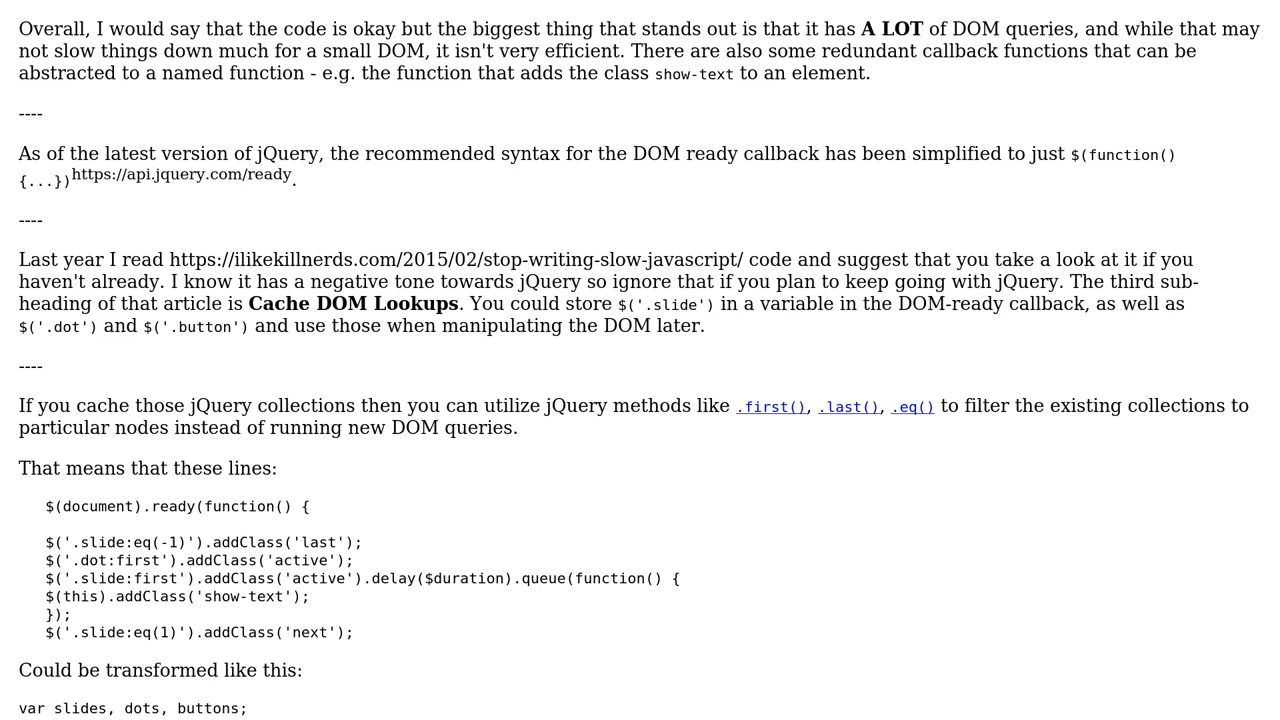 Overall, I would say that the code is okay but the biggest thing that stands out is that it has A LOT of DOM queries, and while that may
not slow things down much for a small DOM, it isn't very efficient. There are also some redundant callback functions that can be
abstracted to a named function - e.g. the function that adds the class show-text to an element.
----
As of the latest version of jQuery, the recommended syntax for the DOM ready callback has been simplified to just $(function()
{...})https://api.jquery.com/ready.
----
Last year I read https://ilikekillnerds.com/2015/02/stop-writing-slow-javascript/ code and suggest that you take a look at it if you
haven't already. I know it has a negative tone towards jQuery so ignore that if you plan to keep going with jQuery. The third sub-
heading of that article is Cache DOM Lookups. You could store $('.slide') in a variable in the DOM-ready callback, as well as
$('.dot') and $('.button') and use those when manipulating the DOM later.
----
If you cache those jQuery collections then you can utilize jQuery methods like .first(), .last(), .eq() to filter the existing collections to
particular nodes instead of running new DOM queries.
That means that these lines:
$(document).ready(function() {
$('.slide:eq(-1)').addClass('last');
$('.dot:first').addClass('active');
$('.slide:first').addClass('active').delay($duration).queue(function() {
$(this).addClass('show-text');
});
$('.slide:eq(1)').addClass('next');
Could be transformed like this:
var slides, dots, buttons;